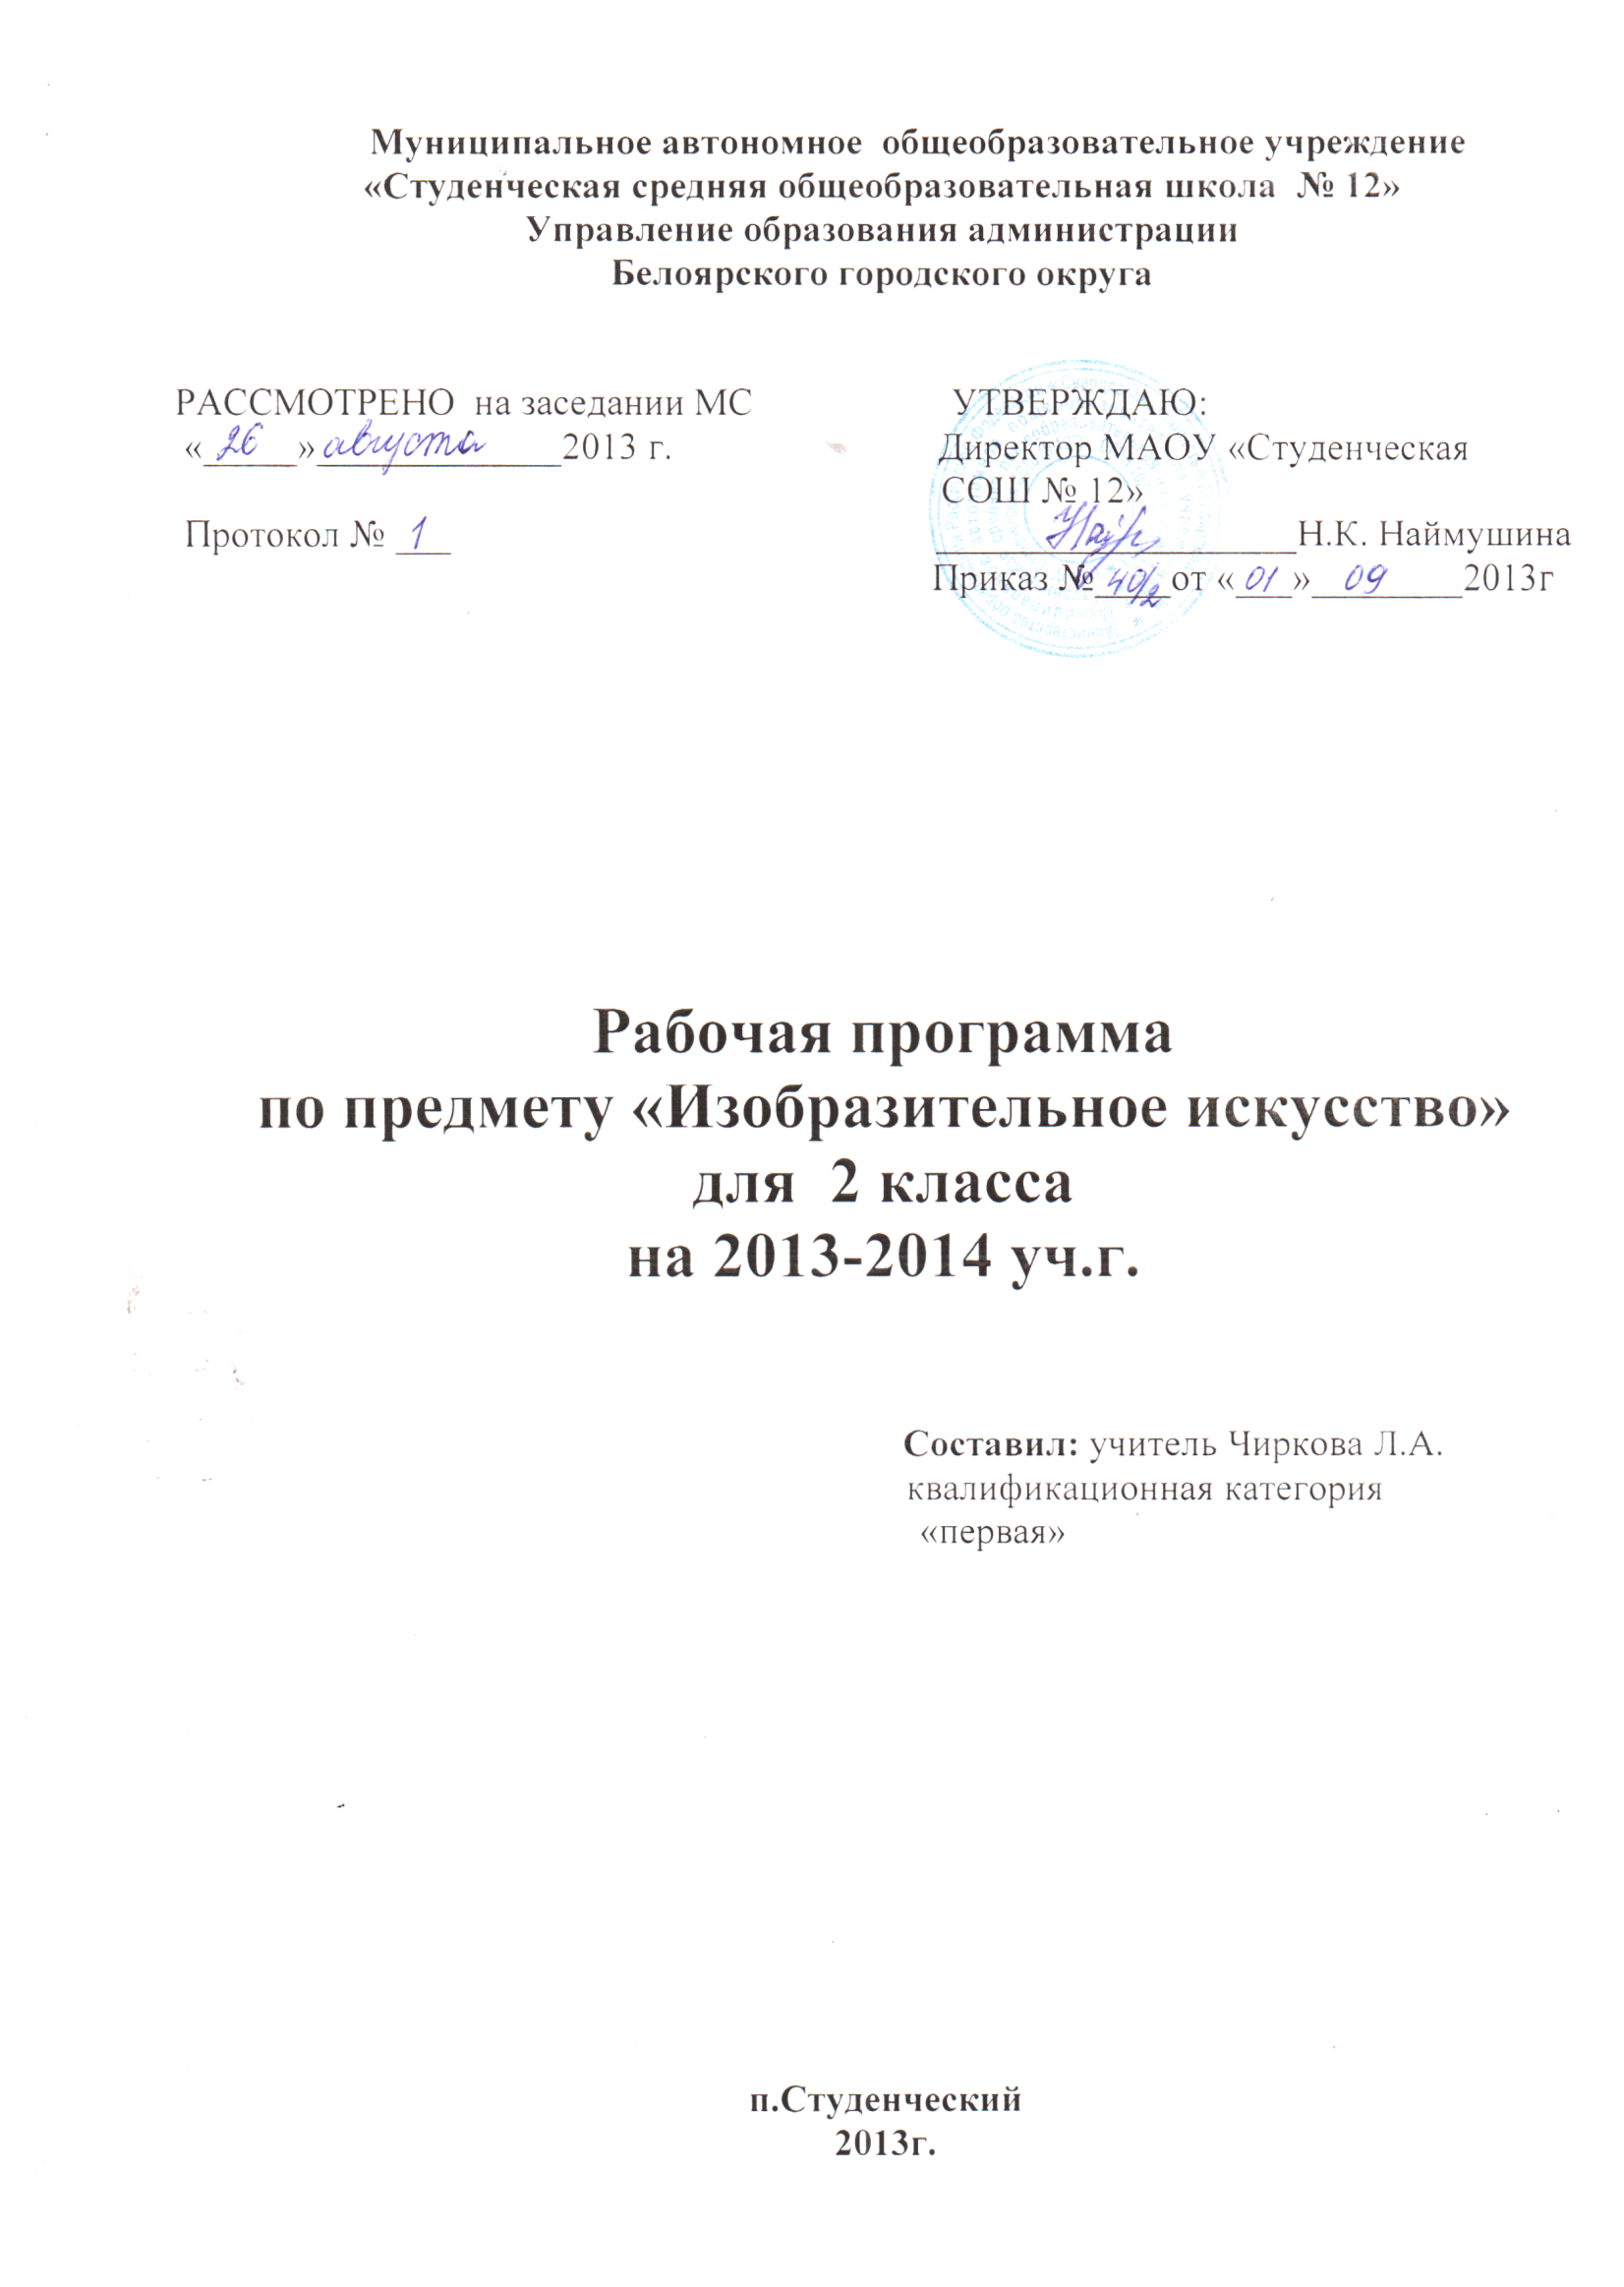 Муниципальное автономное общеобразовательное учреждение
«Студенческая средняя общеобразовательная школа № 12»
Управление образования администрации
Белоярского городского округа
РАССМОТРЕНО на заседании МС
«26» августа 2013 г.
Протокол № 1
УТВЕРЖДАЮ:
Директор МАОУ «Студенческая
СОШ № 12»
Н.К. Наймушина
Приказ № 40/2 от «01» 09 2013г
Рабочая программа
по предмету «Изобразительное искусство»
для 2 класса
на 2013-2014 уч.г.
Составил: учитель Чиркова Л.А.
квалификационная категория
«первая»
п.Студенческий
2013г.